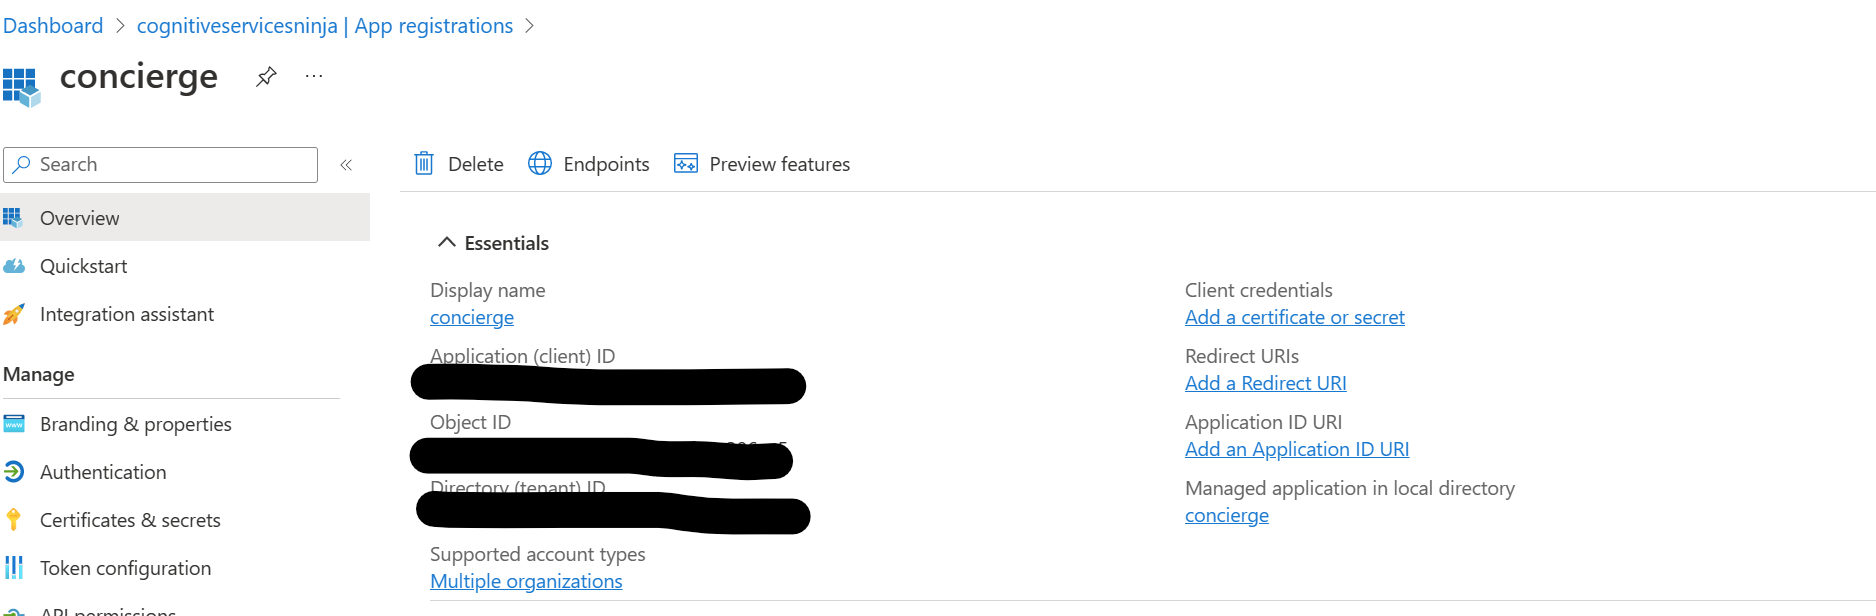 Dashboard > cognitiveservicesninja | App registrations >
concierge
Search
Overview
Quickstart
Integration assistant
Manage
Branding & properties
Authentication
Certificates & secrets
Token configuration
API permissions
Delete
Endpoints
Preview features
Essentials
Display name
concierge
Application (client) ID
Object ID
Directory (tenant) ID
Supported account types
Multiple organizations
Client credentials
Add a certificate or secret
Redirect URIs
Add a Redirect URI
Application ID URI
Add an Application ID URI
Managed application in local directory
concierge